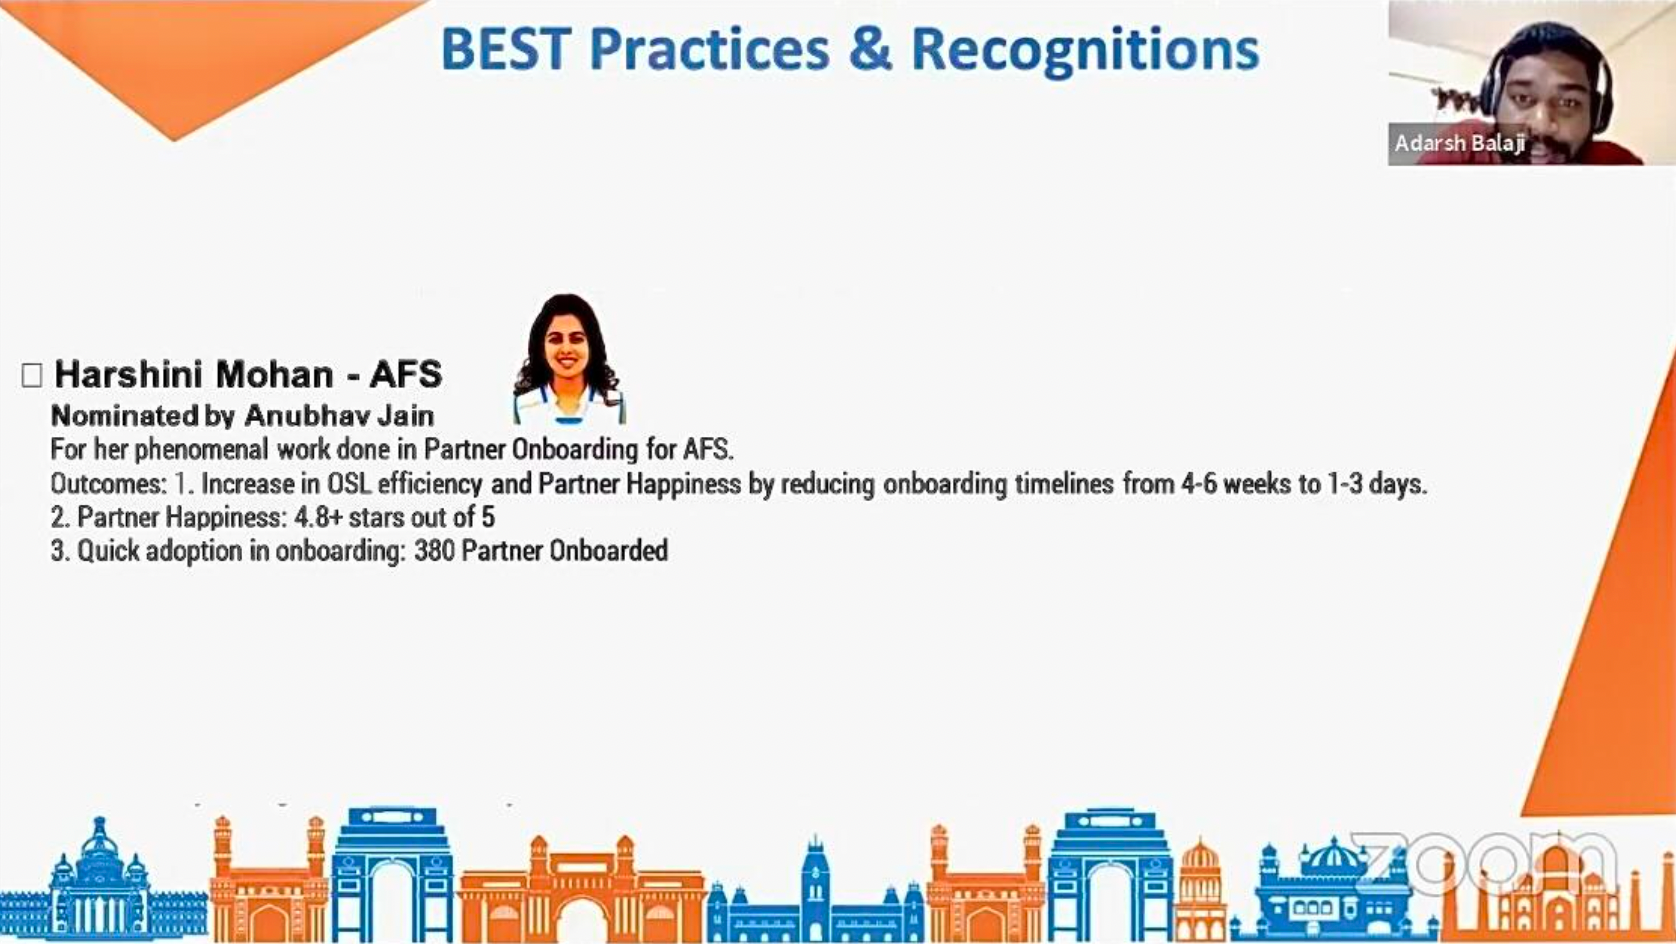 BEST Practices & Recognitions
Adarsh Balaji
Harshini Mohan - AFS
Nominated by Anubhav Jain
For her phenomenal work done in Partner Onboarding for AFS.
Outcomes: 1. Increase in OSL efficiency and Partner Happiness by reducing onboarding timelines from 4-6 weeks to 1-3 days.
2. Partner Happiness: 4.8+ stars out of 5
3. Quick adoption in onboarding: 380 Partner Onboarded
zoom